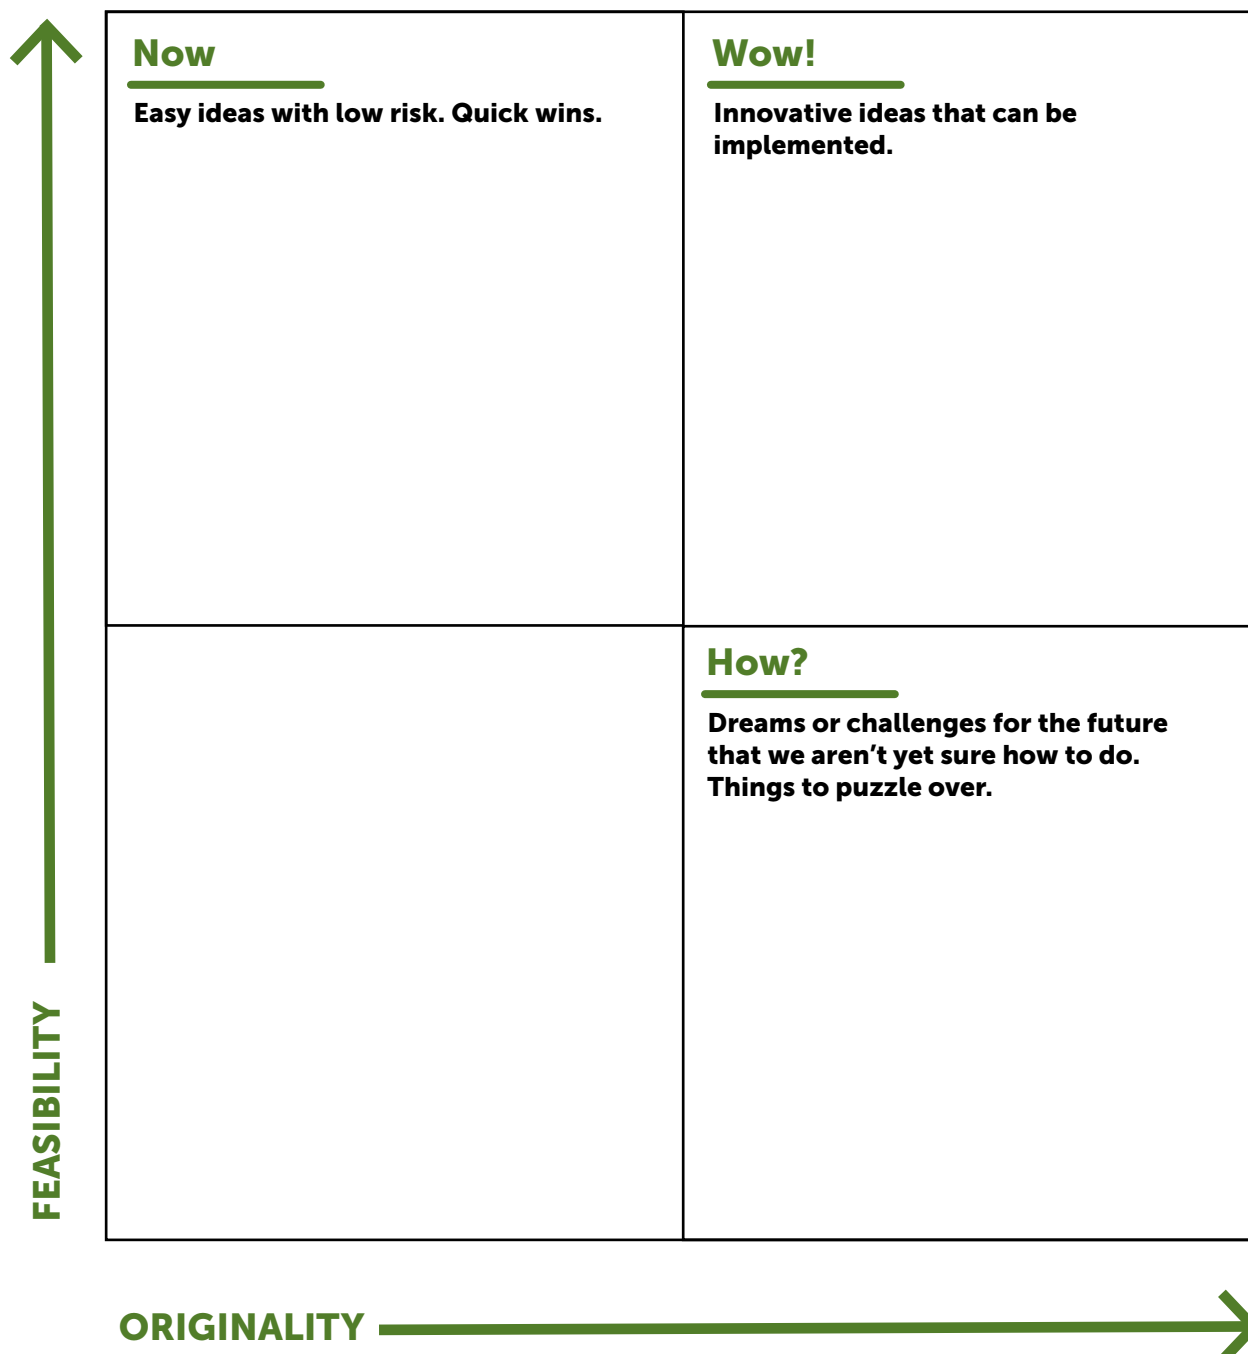 Now
Easy ideas with low risk. Quick wins.
Wow!
Innovative ideas that can be
implemented.
How?
Dreams or challenges for the future
that we aren’t yet sure how to do.
Things to puzzle over.
FEASIBILITY
ORIGINALITY